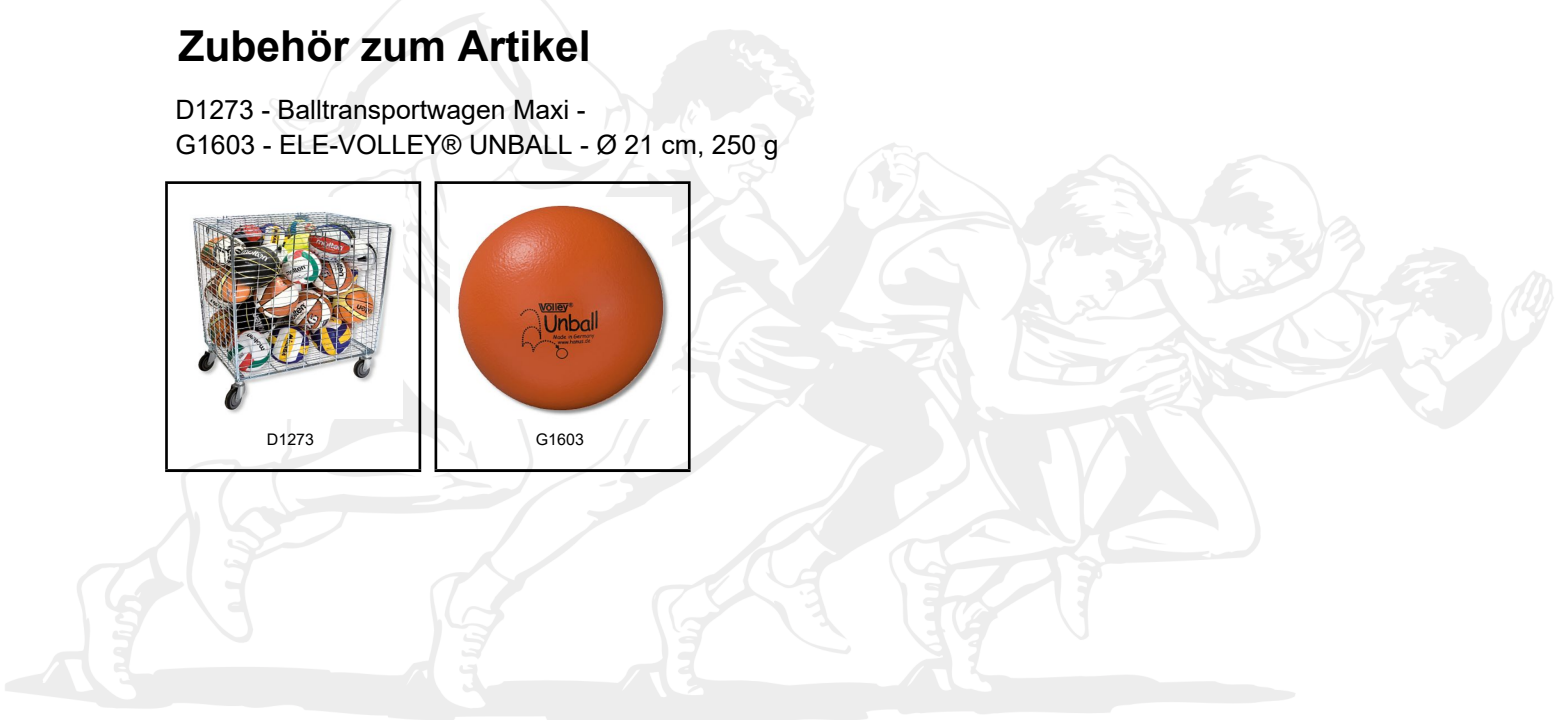 Zubehör zum Artikel
D1273 - Balltransportwagen Maxi -
G1603 - ELE-VOLLEY® UNBALL - Ø 21 cm, 250 g
molten
Volley®
Unball
Made in Germany
D1273
G1603